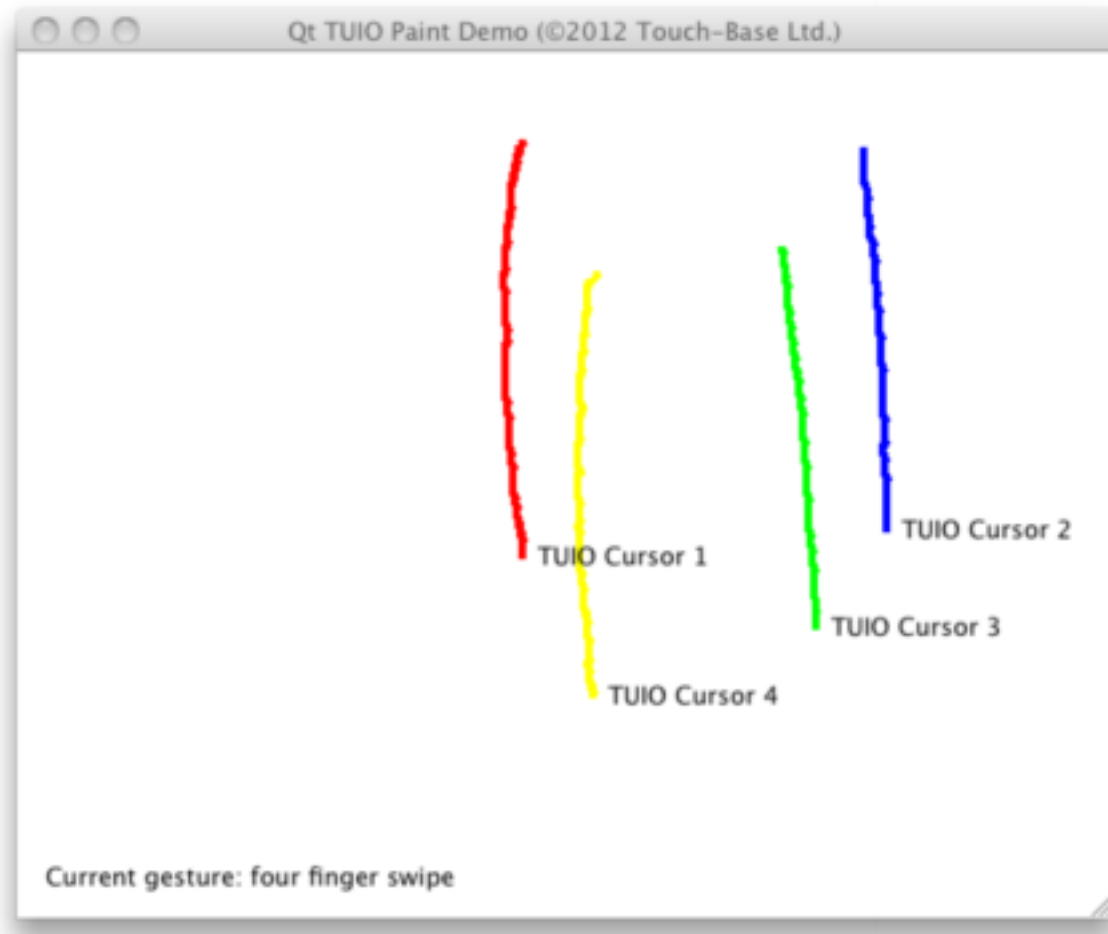 Qt TUIO Paint Demo (©2012 Touch-Base Ltd.)
TUIO Cursor 2
TUIO Cursor 1
TUIO Cursor 3
TUIO Cursor 4
Current gesture: four finger swipe